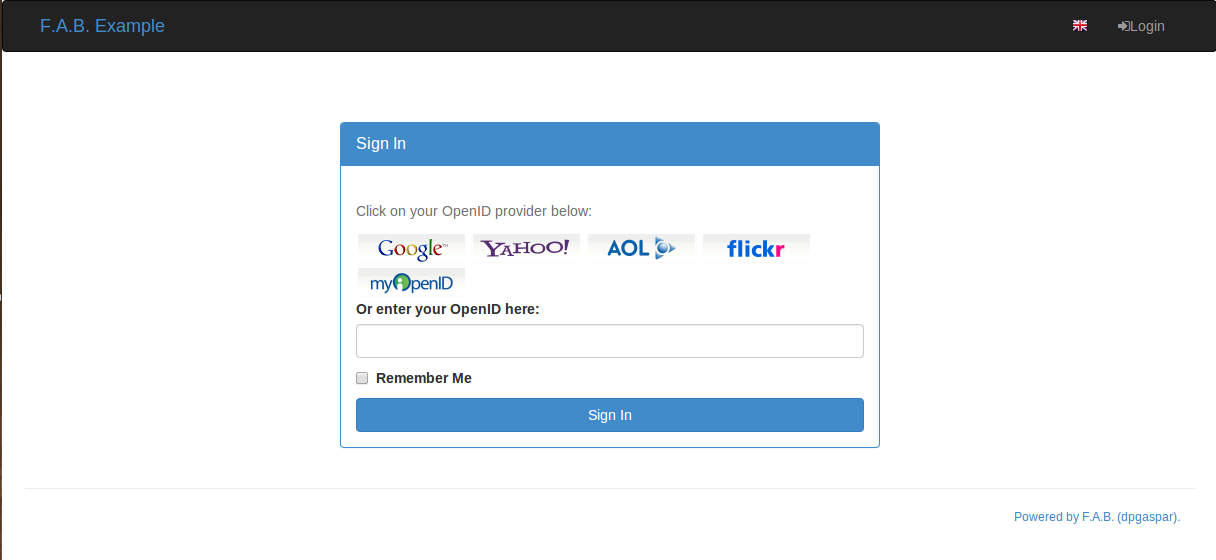 F.A.B. Example
Login
Sign In
Click on your OpenID provider below:
Google™ YAHOO! AOL flickr
myOpenID
Or enter your OpenID here:
Remember Me
Sign In
Powered by F.A.B. (dpgaspar).